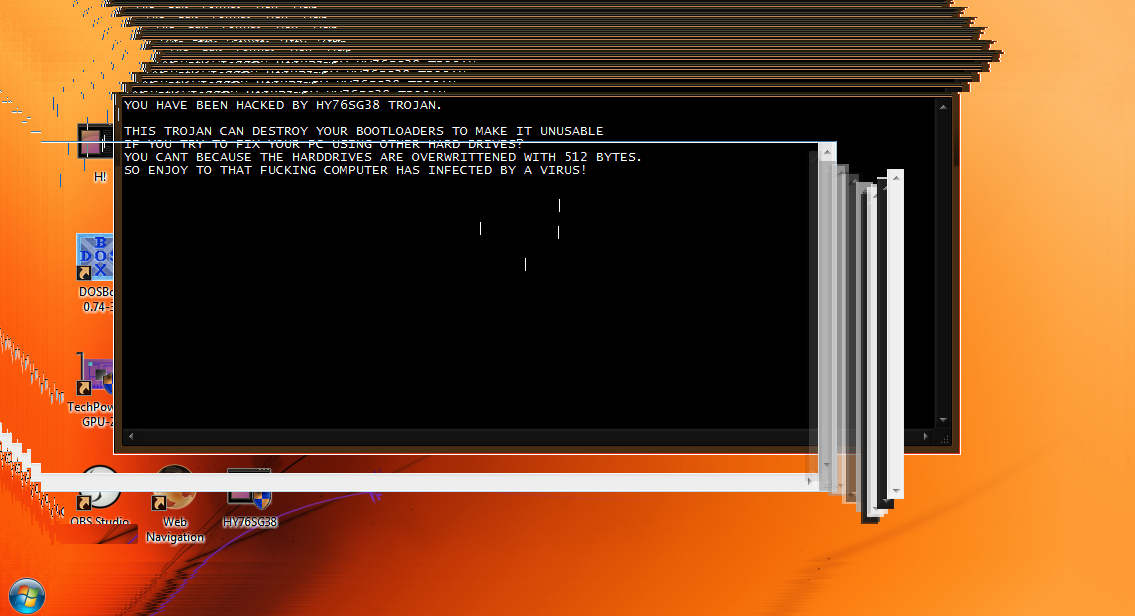 YOU HAVE BEEN HACKED BY HY76SG38 TROJAN.
THIS TROJAN CAN DESTROY YOUR BOOTLOADERS TO MAKE IT UNUSABLE
IF YOU TRY TO FIX YOUR PC USING OTHER HARD DRIVES?
YOU CANT BECAUSE THE HARDDRIVES ARE OVERWRITTENED WITH 512 BYTES.
SO ENJOY TO THAT FUCKING COMPUTER HAS INFECTED BY A VIRUS!
H!
BOX
DOS
DOSBo
0.74-3
TechPow
GPU-Z
OBS Studio
Web
Navigation
HY76SG38